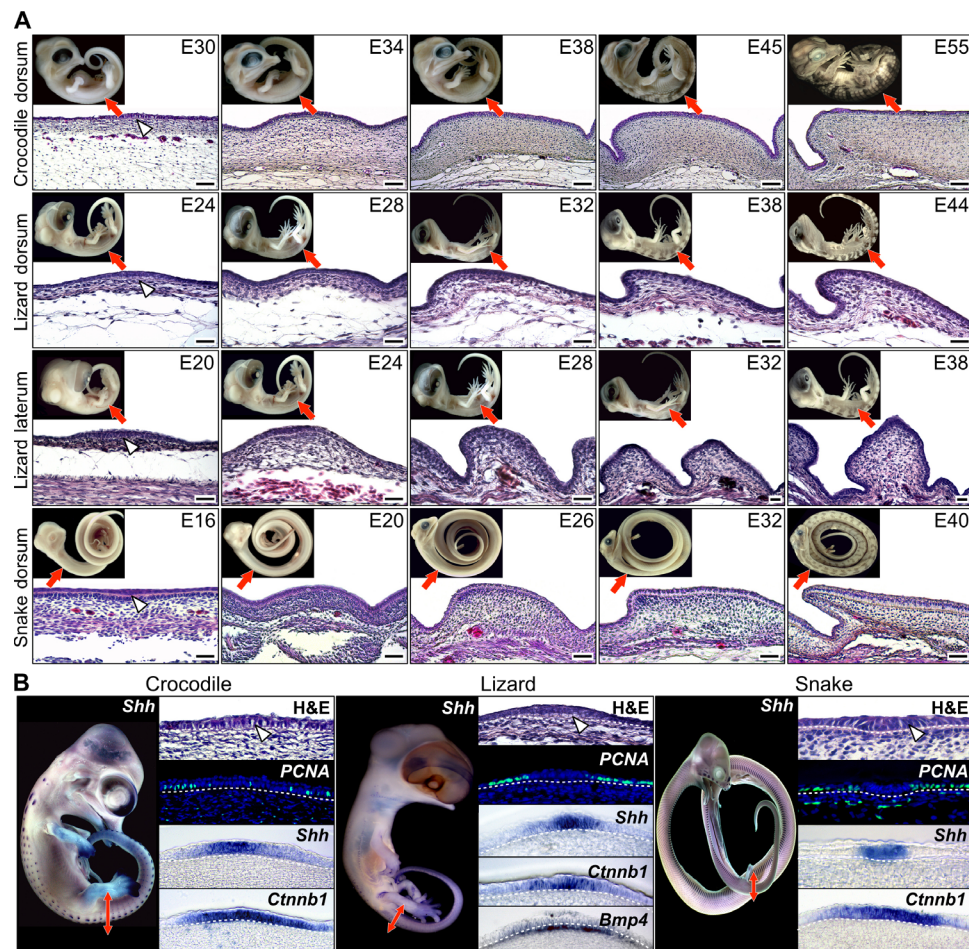 A
Crocodile dorsum
E30
E34
E38
E45
E55
Lizard dorsum
E24
E28
E32
E38
E44
Lizard laterum
E20
E24
E28
E32
E38
Snake dorsum
E16
E20
E26
E32
E40
B
Crocodile
Lizard
Snake
Shh
H&E
PCNA
Shh
Ctnnb1
Shh
H&E
PCNA
Shh
Ctnnb1
Bmp4
Shh
H&E
PCNA
Shh
Ctnnb1